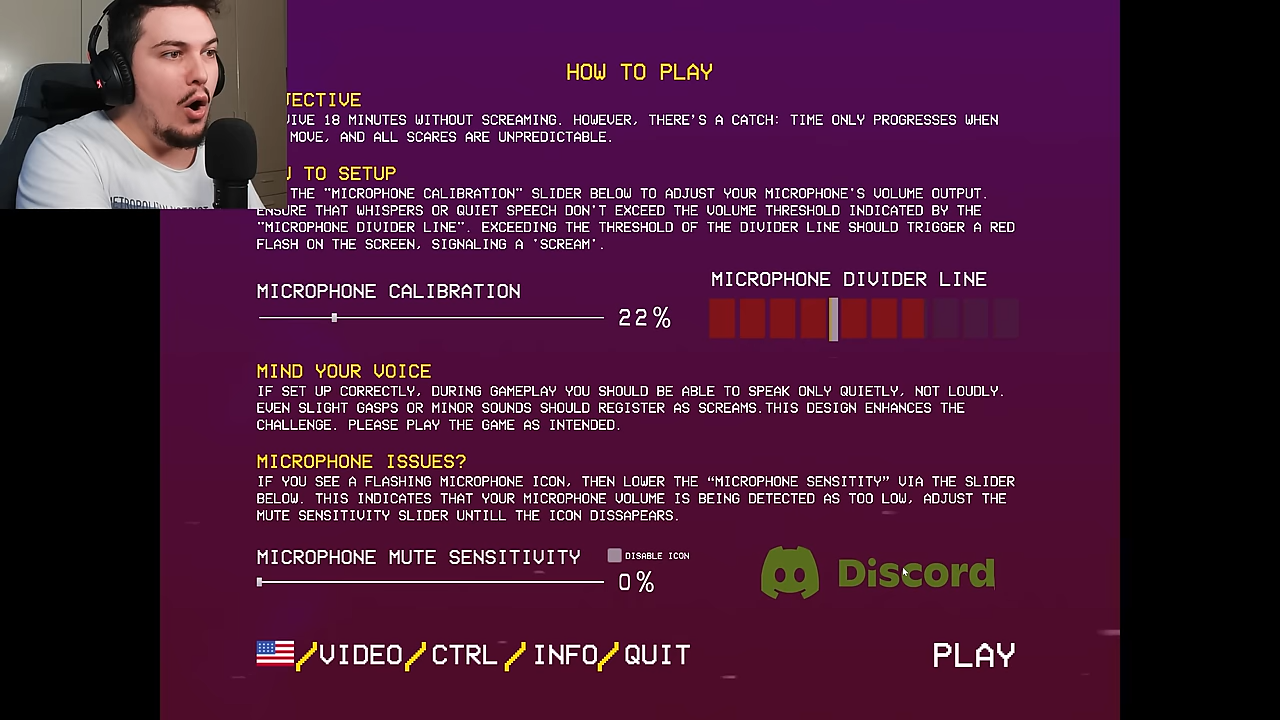 HOW TO PLAY
JECTIVE
VIVE 18 MINUTES WITHOUT SCREAMING. HOWEVER, THERE'S A CATCH: TIME ONLY PROGRESSES WHEN
MOVE, AND ALL SCARES ARE UNPREDICTABLE.
TO SETUP
THE "MICROPHONE CALIBRATION" SLIDER BELOW TO ADJUST YOUR MICROPHONE'S VOLUME OUTPUT.
ENSURE THAT WHISPERS OR QUIET SPEECH DON'T EXCEED THE VOLUME THRESHOLD INDICATED BY THE
"MICROPHONE DIVIDER LINE". EXCEEDING THE THRESHOLD OF THE DIVIDER LINE SHOULD TRIGGER A RED
FLASH ON THE SCREEN, SIGNALING A 'SCREAM'.
MICROPHONE CALIBRATION
22%
MICROPHONE DIVIDER LINE
MIND YOUR VOICE
IF SET UP CORRECTLY, DURING GAMEPLAY YOU SHOULD BE ABLE TO SPEAK ONLY QUIETLY, NOT LOUDLY.
EVEN SLIGHT GASPS OR MINOR SOUNDS SHOULD REGISTER AS SCREAMS.THIS DESIGN ENHANCES THE
CHALLENGE. PLEASE PLAY THE GAME AS INTENDED.
MICROPHONE ISSUES?
IF YOU SEE A FLASHING MICROPHONE ICON, THEN LOWER THE “MICROPHONE SENSITITY” VIA THE SLIDER
BELOW. THIS INDICATES THAT YOUR MICROPHONE VOLUME IS BEING DETECTED AS TOO LOW, ADJUST THE
MUTE SENSITIVITY SLIDER UNTILL THE ICON DISSAPEARS.
MICROPHONE MUTE SENSITIVITY
DISABLE ICON
0%
Discord
/VIDEO/CTRL/INFO/QUIT
PLAY